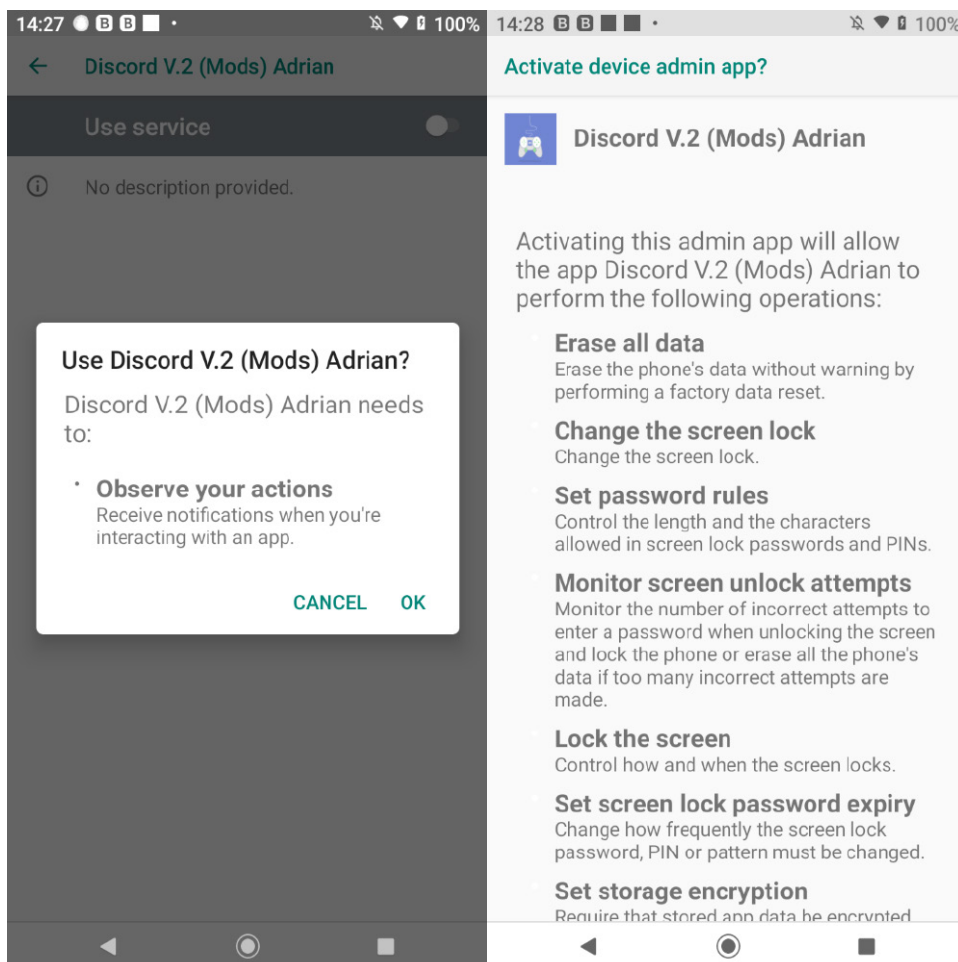 14:27 B B 100%
Discord V.2 (Mods) Adrian
Use service
No description provided.
Use Discord V.2 (Mods) Adrian?
Discord V.2 (Mods) Adrian needs
to:
Observe your actions
Receive notifications when you're
interacting with an app.
CANCEL OK
14:28 B B 100%
Activate device admin app?
Discord V.2 (Mods) Adrian
Activating this admin app will allow
the app Discord V.2 (Mods) Adrian to
perform the following operations:
Erase all data
Erase the phone's data without warning by
performing a factory data reset.
Change the screen lock
Change the screen lock.
Set password rules
Control the length and the characters
allowed in screen lock passwords and PINs.
Monitor screen unlock attempts
Monitor the number of incorrect attempts to
enter a password when unlocking the screen
and lock the phone or erase all the phone's
data if too many incorrect attempts are
made.
Lock the screen
Control how and when the screen locks.
Set screen lock password expiry
Change how frequently the screen lock
password, PIN or pattern must be changed.
Set storage encryption
Require that stored app data be encrypted